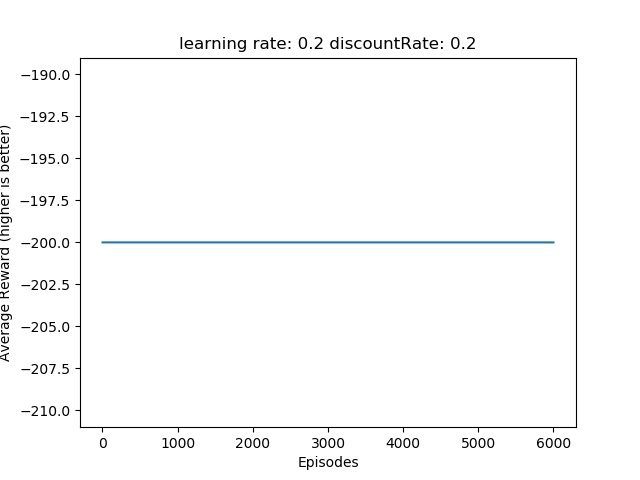 learning rate: 0.2 discountRate: 0.2
Average Reward (higher is better)
−190.0
−192.5
−195.0
−197.5
−200.0
−202.5
−205.0
−207.5
−210.0
0 1000 2000 3000 4000 5000 6000
Episodes